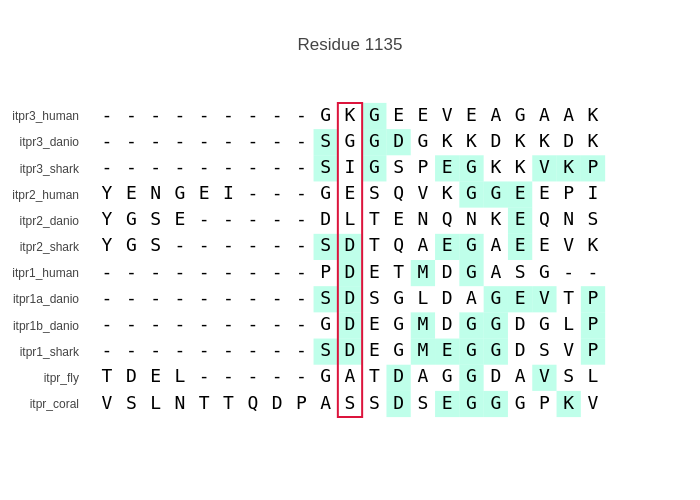 Residue 1135
itpr3_human - - - - - - - - - G K G E E V E A G A A K
itpr3_danio - - - - - - - - - S G G D G K K D K K D K
itpr3_shark - - - - - - - - - S I G S P E G K K V K P
itpr2_human Y E N G E I - - - G E S Q V K G G E E P I
itpr2_danio Y G S E - - - - - D L T E N Q N K E Q N S
itpr2_shark Y G S - - - - - - S D T Q A E G A E E V K
itpr1_human - - - - - - - - - P D E T M D G A S G - -
itpr1a_danio - - - - - - - - - S D S G L D A G E V T P
itpr1b_danio - - - - - - - - - G D E G M D G G D G L P
itpr1_shark - - - - - - - - - S D E G M E G G D S V P
itpr_fly T D E L - - - - - G A T D A G G D A V S L
itpr_coral V S L N T T Q D P A S S D S E G G G P K V